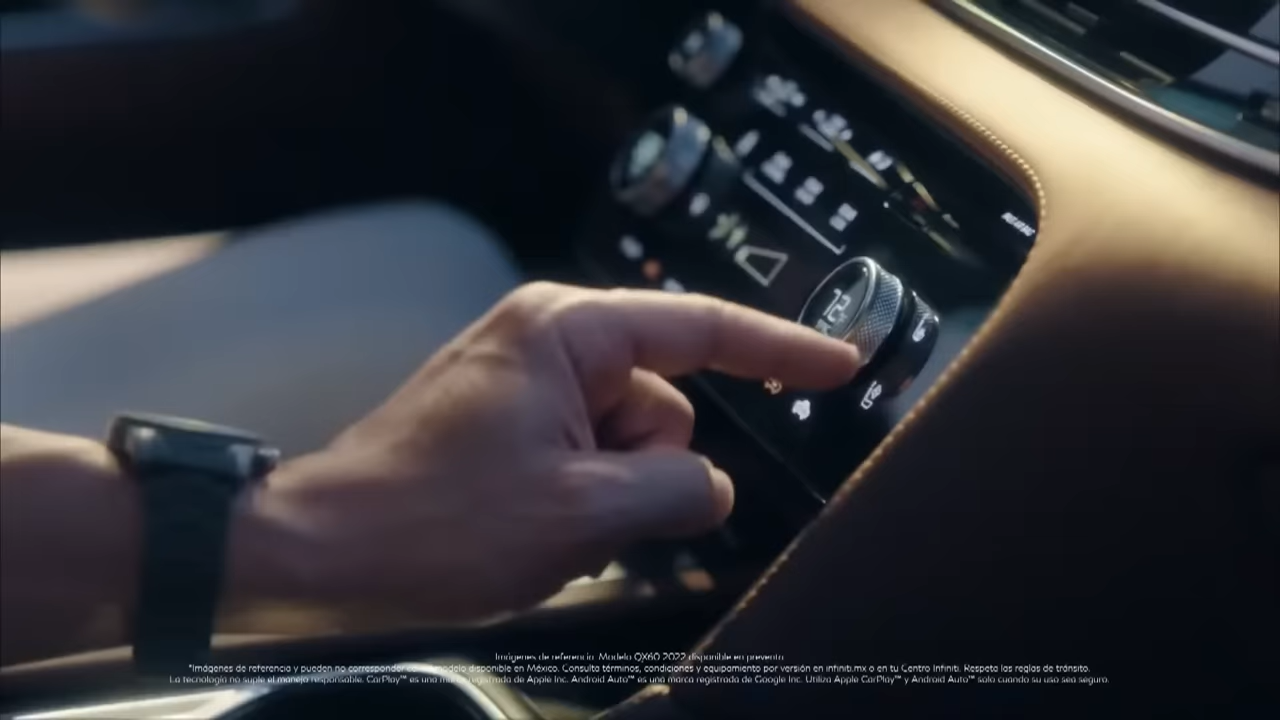 72
Imágenes de referencia. Modelo QX60 2022 disponible en preventa.
*Imágenes de referencia y pueden no corresponder modelo disponible en México. Consulta términos, condiciones y equipamiento por versión en infiniti.mx o en tu Centro Infiniti. Respeta las reglas de tránsito.
La tecnología no suple el manejo responsable. CarPlay™ es una marca registrada de Apple Inc. Android Auto™ es una marca registrada de Google Inc. Utiliza Apple CarPlay™ y Android Auto™ solo cuando su uso sea seguro.